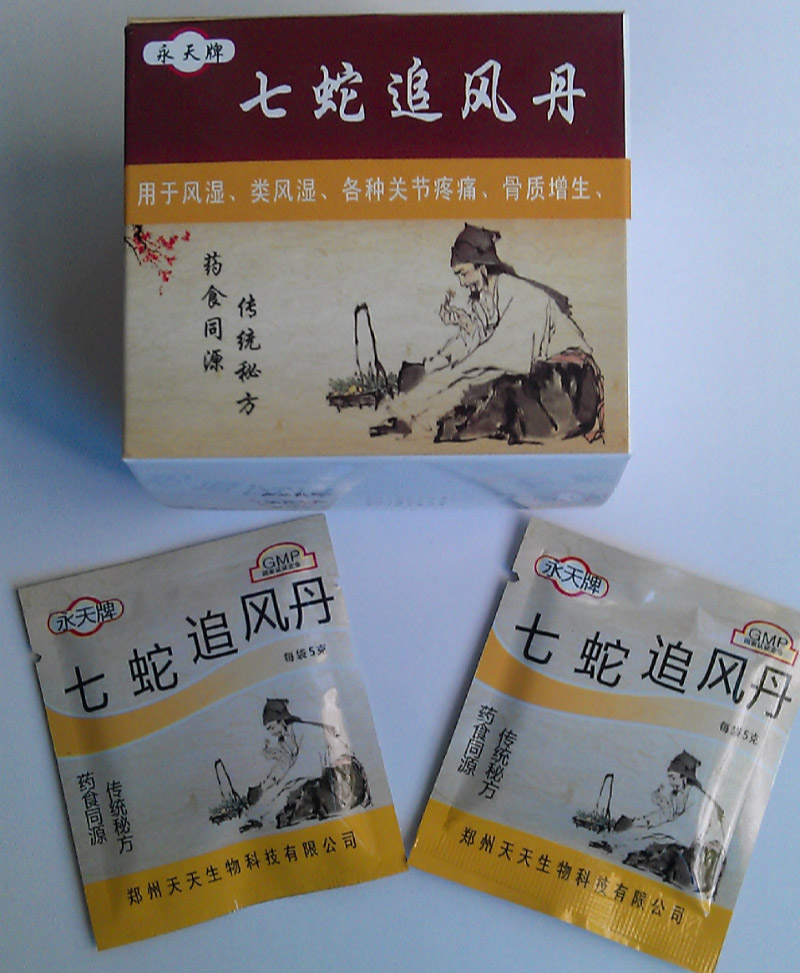 永天牌
七蛇追风丹
用于风湿、类风湿、各种关节疼痛、骨质增生、
药食同源
传统秘方
永天牌
GMP
七蛇追风丹
每袋5克
药食同源
传统秘方
郑州天天生物科技有限公司
永天牌
GMP
七蛇追风丹
每袋5克
药食同源
传统秘方
郑州天天生物科技有限公司